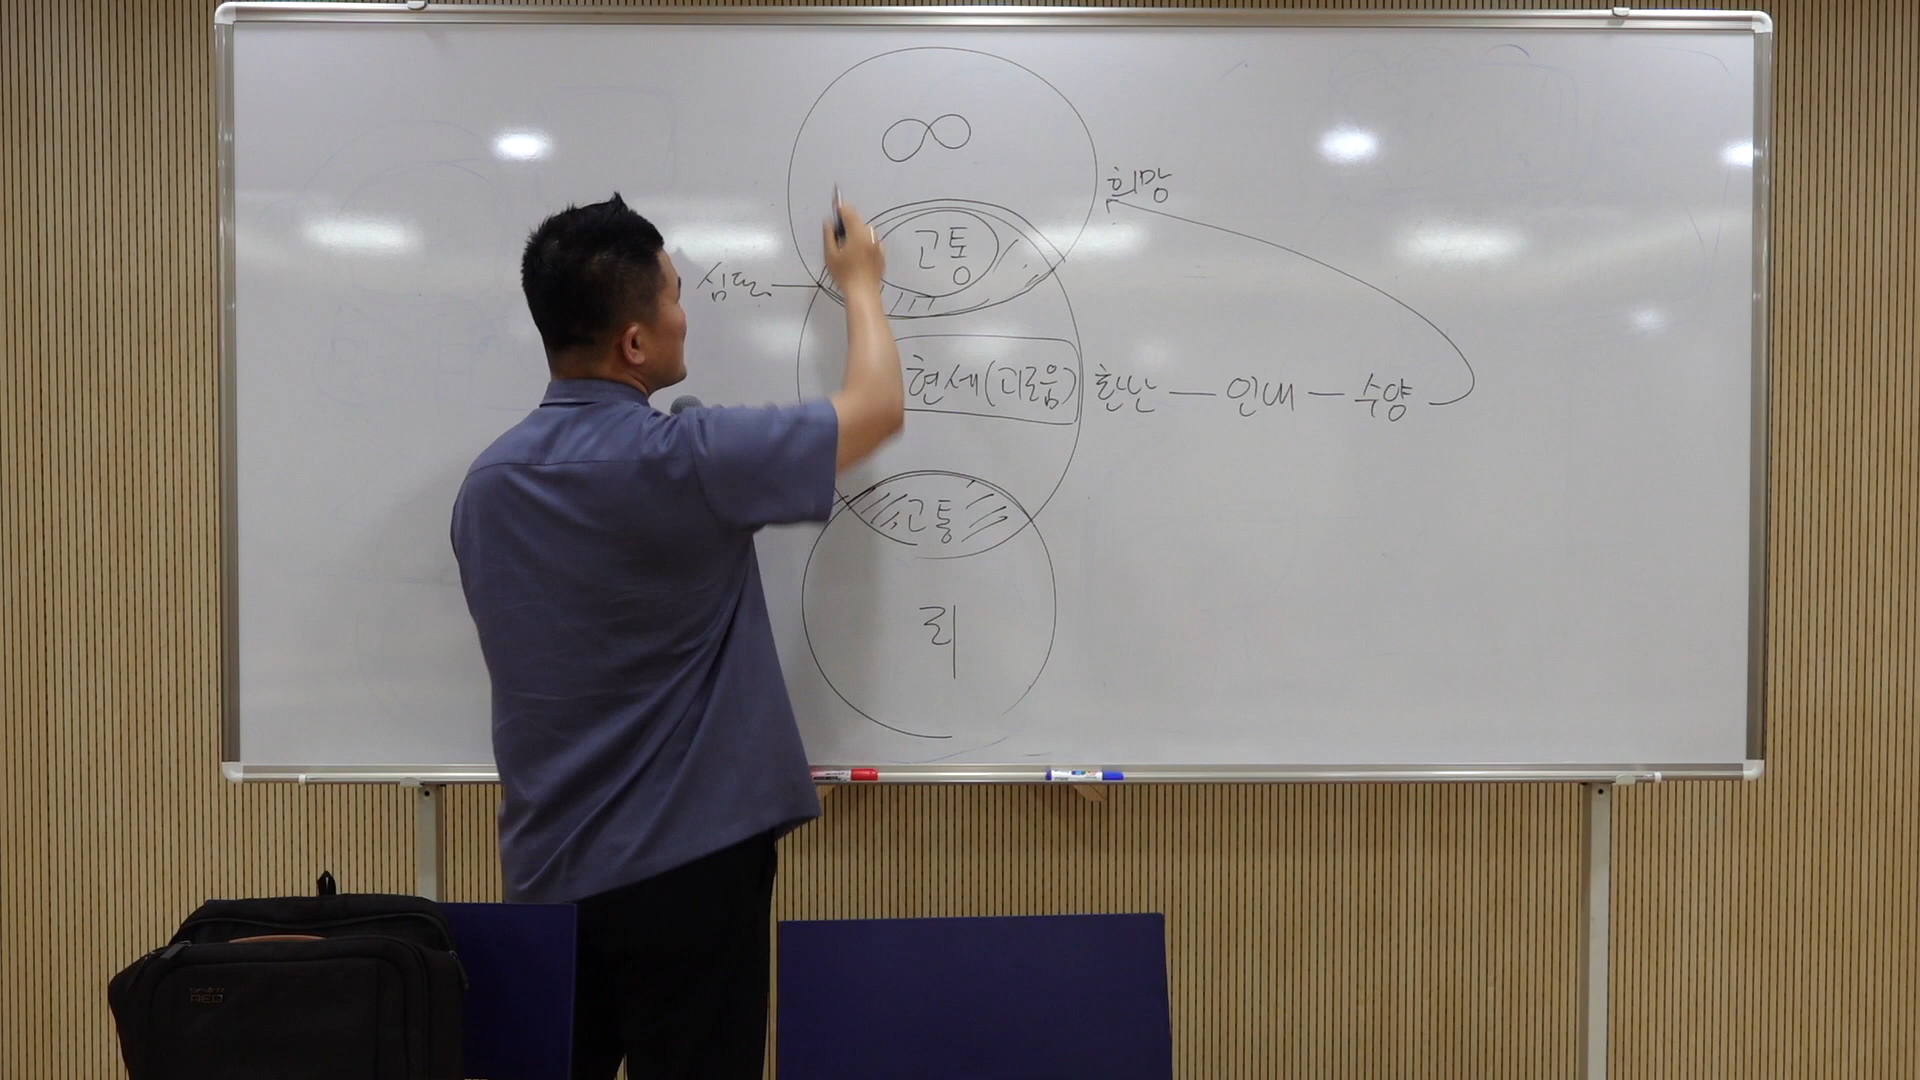 ∞
희망
고통
심판
현세(괴로움) 환난 — 인내 — 수양
고통
리
RED